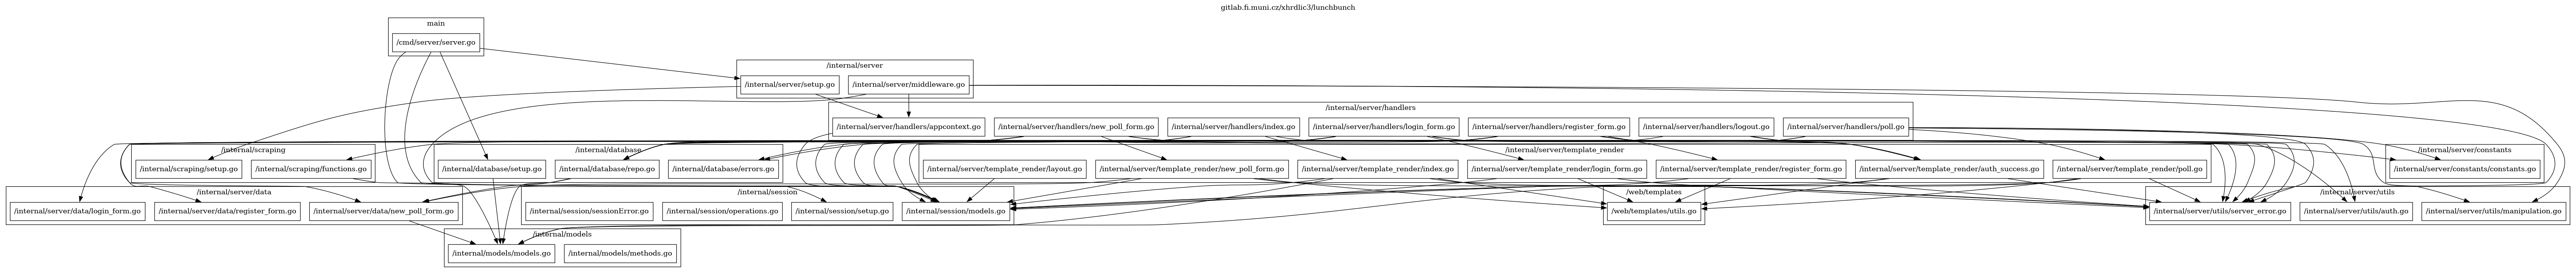 gitlab.fi.muni.cz/xhrdlic3/lunchbunch
main
/cmd/server/server.go
/internal/server
/internal/server/setup.go
/internal/server/middleware.go
/internal/server/handlers
/internal/server/handlers/appcontext.go
/internal/server/handlers/new_poll_form.go
/internal/server/handlers/index.go
/internal/server/handlers/login_form.go
/internal/server/handlers/register_form.go
/internal/server/handlers/logout.go
/internal/server/handlers/poll.go
/internal/scraping
/internal/scraping/setup.go
/internal/scraping/functions.go
/internal/database
/internal/database/setup.go
/internal/database/repo.go
/internal/database/errors.go
/internal/server/template_render
/internal/server/template_render/layout.go
/internal/server/template_render/new_poll_form.go
/internal/server/template_render/index.go
/internal/server/template_render/login_form.go
/internal/server/template_render/register_form.go
/internal/server/template_render/auth_success.go
/internal/server/template_render/poll.go
/internal/server/constants
/internal/server/constants/constants.go
/internal/server/data
/internal/server/data/login_form.go
/internal/server/data/register_form.go
/internal/server/data/new_poll_form.go
/internal/session
/internal/session/sessionError.go
/internal/session/operations.go
/internal/session/setup.go
/internal/session/models.go
/web/templates
/web/templates/utils.go
/internal/server/utils
/internal/server/utils/server_error.go
/internal/server/utils/auth.go
/internal/server/utils/manipulation.go
/internal/models
/internal/models/models.go
/internal/models/methods.go